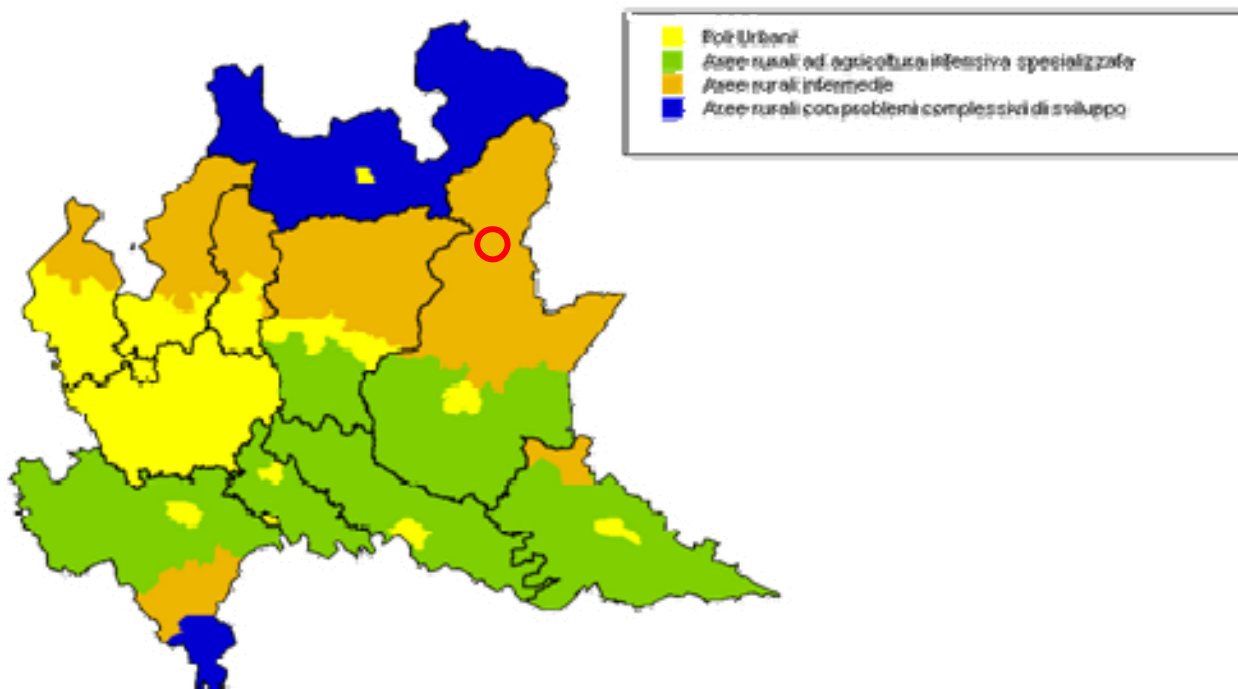 Poli Urbani
Aree rurali ad agricoltura intensiva specializzata
Aree rurali intermedie
Aree rurali con problemi complessivi di sviluppo